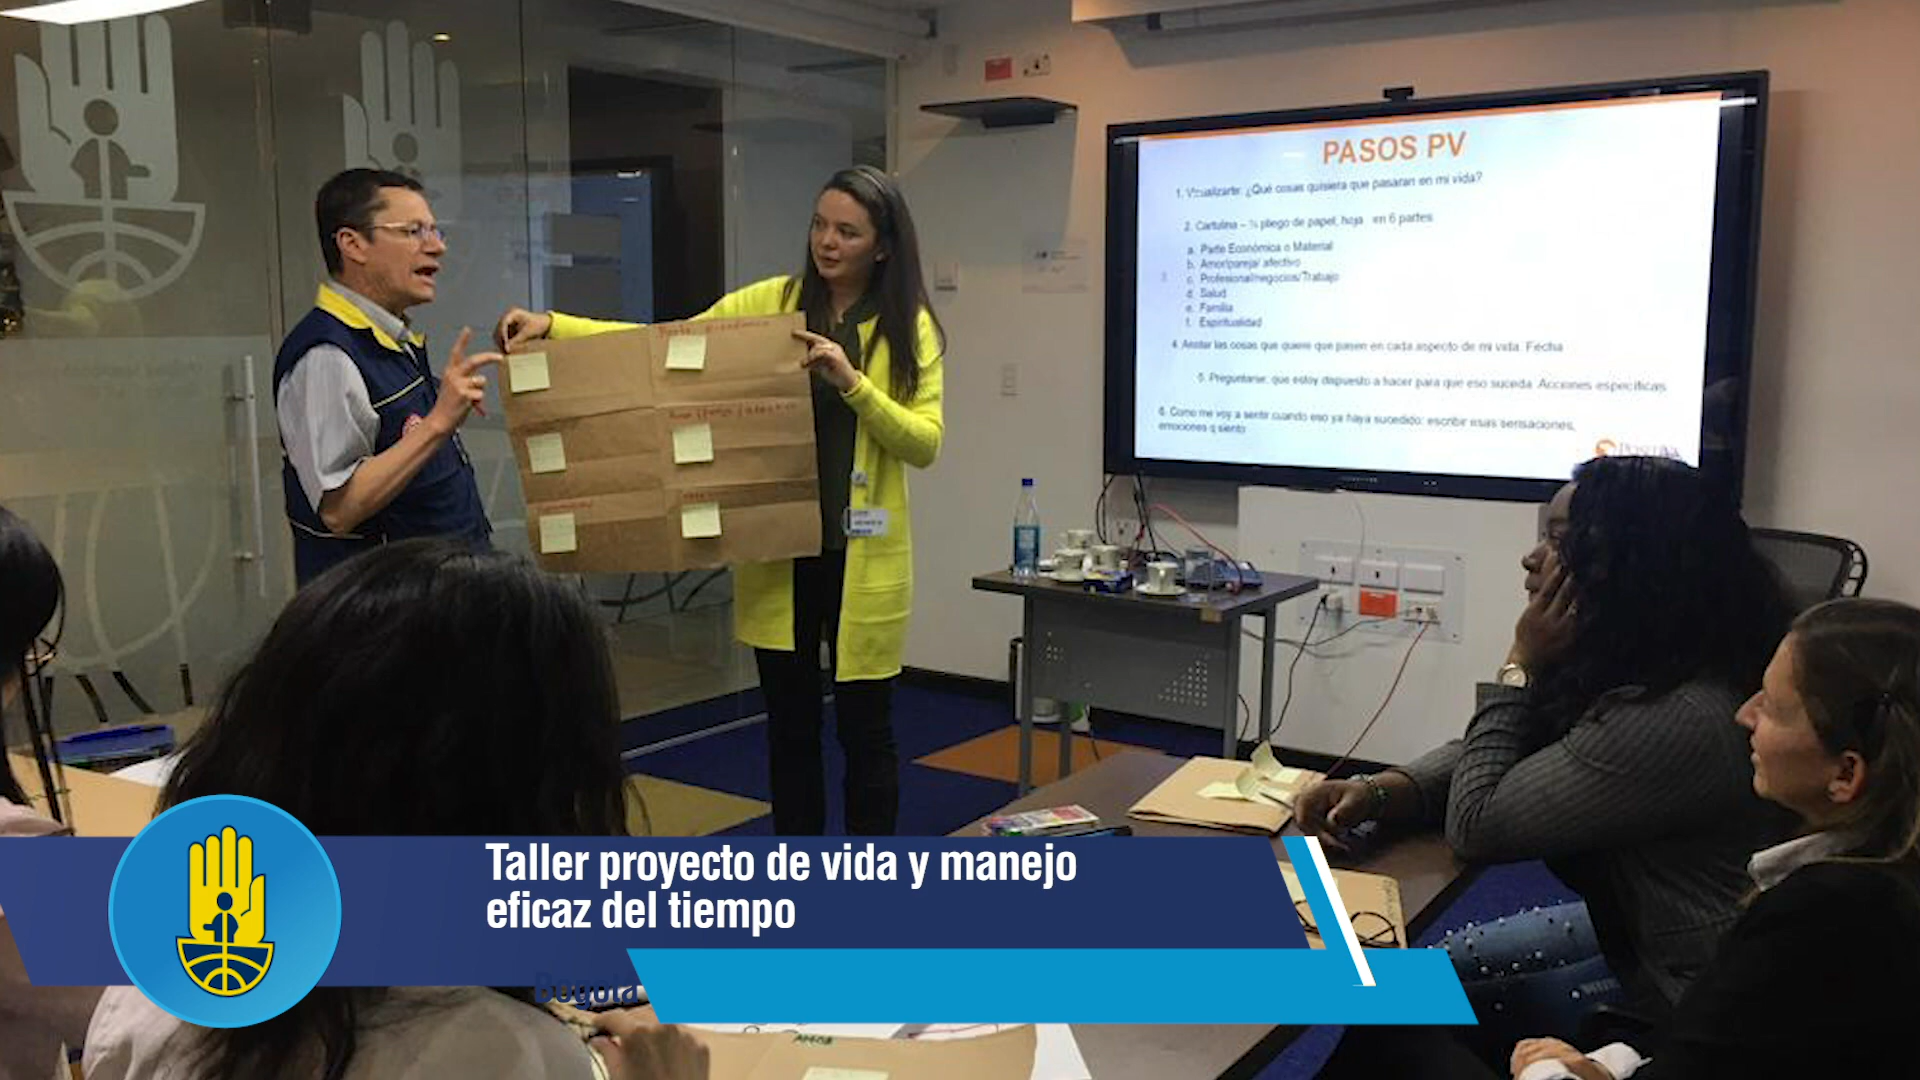 PASOS PV
1. Visualizarte: ¿Qué cosas quisiera que pasaran en mi vida?
2. Cartulina – ½ pliego de papel, hoja en 6 partes
a. Parte Económica o Material
b. Amor/pareja/ afectivo
3. c. Profesional/negocios/Trabajo
d. Salud
e. Familia
f. Espiritualidad
4. Anotar las cosas que quiere que pasen en cada aspecto de mi vida. Fecha
5. Preguntarse: que estoy dispuesto a hacer para que eso suceda. Acciones específicas
6. Como me voy a sentir cuando eso ya haya sucedido: escribir esas sensaciones,
emociones q siento
Taller proyecto de vida y manejo
eficaz del tiempo
Bogotá